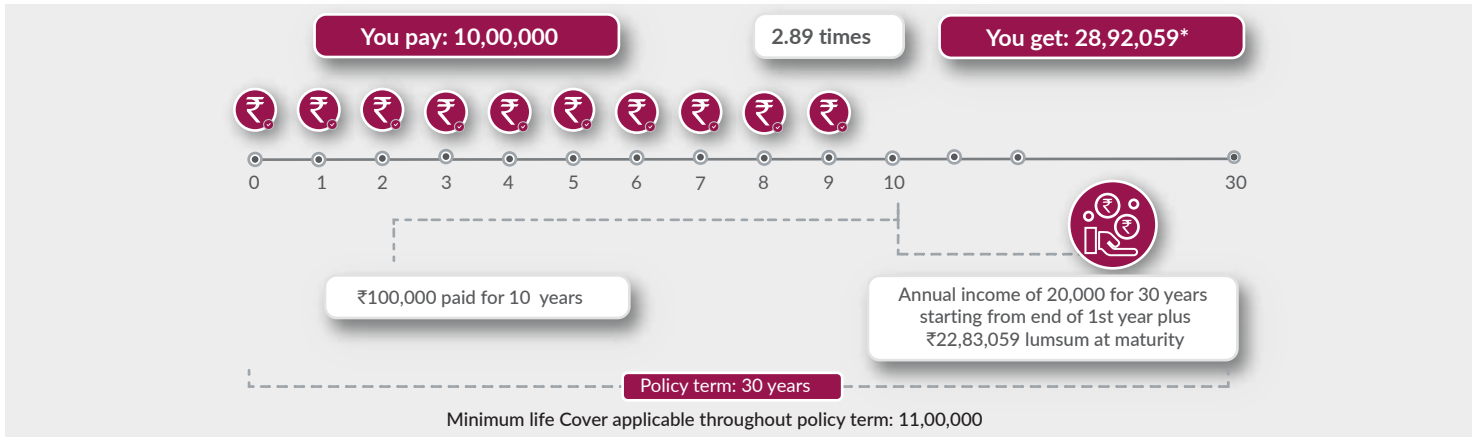 You pay: 10,00,000
2.89 times
You get: 28,92,059*
₹ ₹ ₹ ₹ ₹ ₹ ₹ ₹ ₹ ₹
0 1 2 3 4 5 6 7 8 9 10 30
₹ ₹
₹100,000 paid for 10 years
Annual income of 20,000 for 30 years
starting from end of 1st year plus
₹22,83,059 lumsum at maturity
Policy term: 30 years
Minimum life Cover applicable throughout policy term: 11,00,000